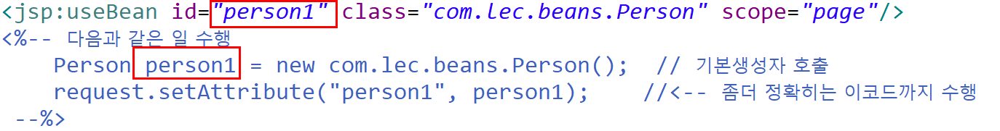 <jsp:useBean id="person1" class="com.lec.beans.Person" scope="page"/>
<%-- 다음과 같은 일 수행
Person person1 = new com.lec.beans.Person();  // 기본생성자 호출
request.setAttribute("person1", person1);     //<-- 좀더 정확히는 이코드까지 수행
--%>